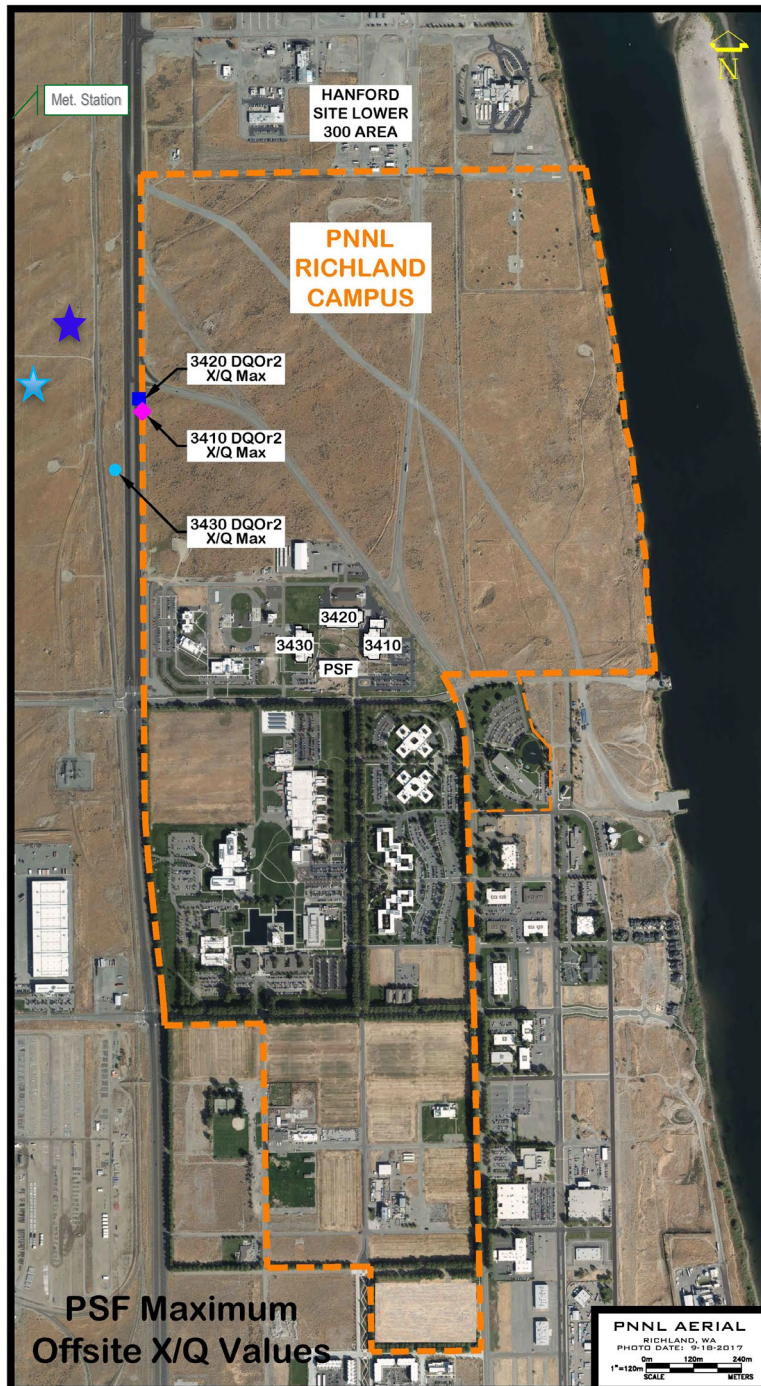 N
Met. Station
HANFORD
SITE LOWER
300 AREA
PNNL
RICHLAND
CAMPUS
3420 DQOr2
X/Q Max
3410 DQOr2
X/Q Max
3430 DQOr2
X/Q Max
3420
3430
3410
PSF
PSF Maximum
Offsite X/Q Values
PNNL AERIAL
RICHLAND, WA
PHOTO DATE: 9-18-2017
0m 120m 240m
1"=120m
SCALE METERS